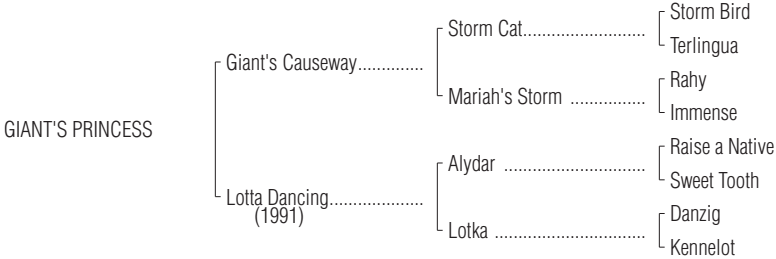 Storm Bird
Storm Cat..........................
Terlingua
Giant's Causeway..............
Rahy
Mariah's Storm ................
Immense
GIANT'S PRINCESS
Raise a Native
Alydar ..............................
Sweet Tooth
Lotta Dancing....................
(1991)
Danzig
Lotka ................................
Kennelot